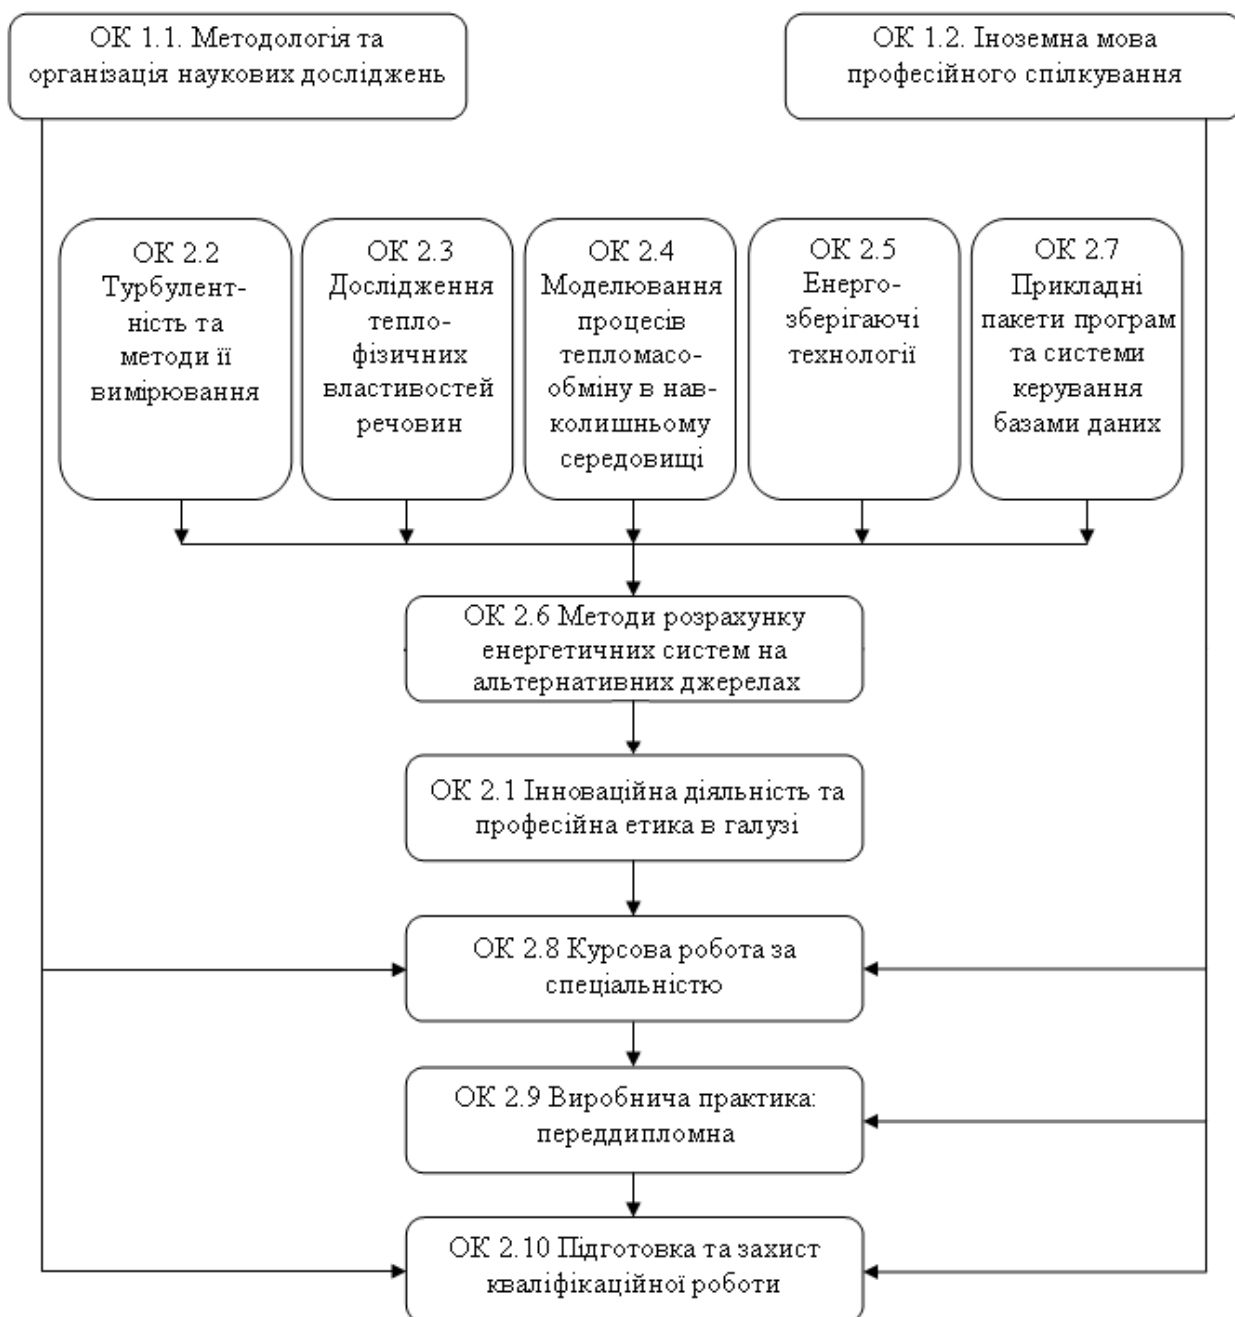 ОК 1.1. Методологія та
організація наукових досліджень
ОК 1.2. Іноземна мова
професійного спілкування
ОК 2.2
Турбулент-
ність та
методи її
вимірювання
ОК 2.3
Дослідження
тепло-
фізичних
властивостей
речовин
ОК 2.4
Моделювання
процесів
тепломасо-
обміну в нав-
колишньому
середовищі
ОК 2.5
Енерго-
зберігаючі
технології
ОК 2.7
Прикладні
пакети програм
та системи
керування
базами даних
ОК 2.6 Методи розрахунку
енергетичних систем на
альтернативних джерелах
ОК 2.1 Інноваційна діяльність та
професійна етика в галузі
ОК 2.8 Курсова робота за
спеціальністю
ОК 2.9 Виробнича практика:
переддипломна
ОК 2.10 Підготовка та захист
кваліфікаційної роботи